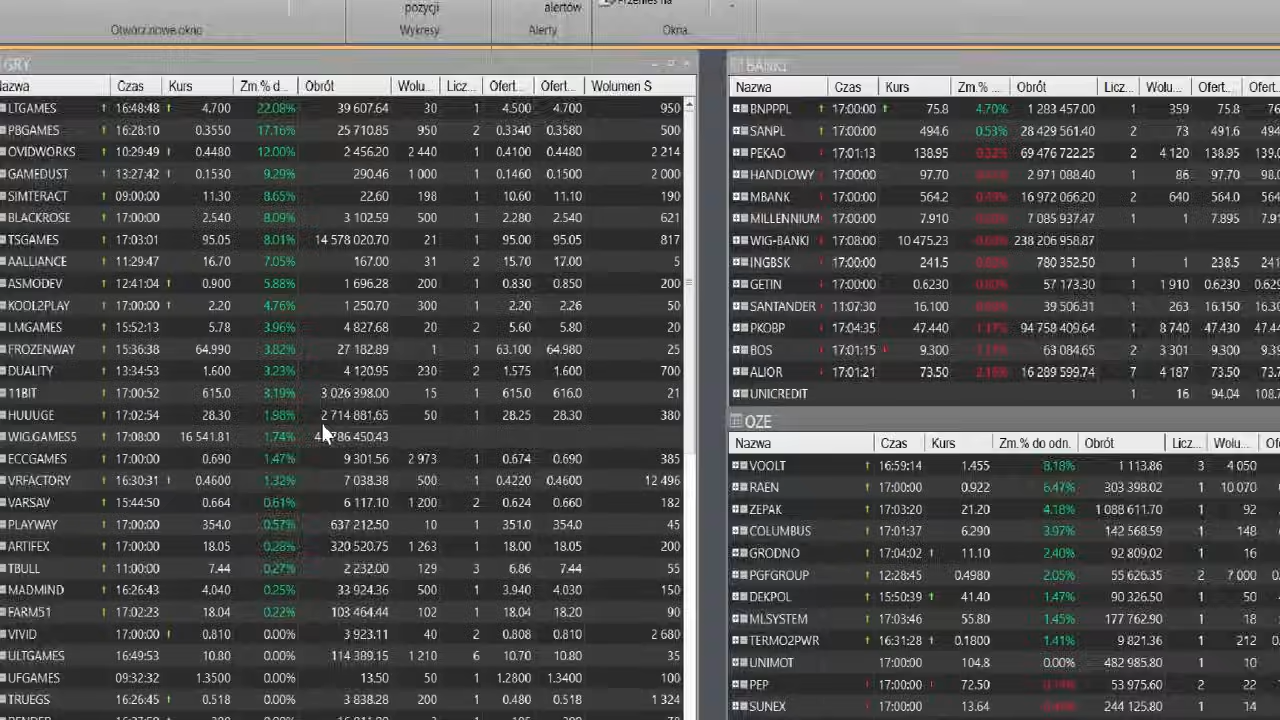 pozycji
alertów
Przenieś na
Otwórz nowe okno
Wykresy
Alerty
Okna
GRY
Nazwa Czas Kurs Zm.% d... Obrót Wolu... Licz... Ofert... Ofert... Wolumen S
LTGAMES 16:48:48 4.700 22.08% 39 607.64 30 1 4.500 4.700 950
PBGAMES 16:28:10 0.3550 17.16% 25 710.85 950 2 0.3340 0.3580 500
OVIDWORKS 10:29:49 0.4480 12.00% 2 456.20 2 440 1 0.4100 0.4480 2 214
GAMEDUST 13:27:42 0.1530 9.29% 290.46 1 000 1 0.1460 0.1500 2 000
SIMTERACT 09:00:00 11.30 8.65% 22.60 198 1 10.60 11.10 190
BLACKROSE 17:00:00 2.540 8.09% 3 102.59 500 1 2.280 2.540 621
TSGAMES 17:03:01 95.05 8.01% 14 578 020.70 21 1 95.00 95.05 817
AALLIANCE 11:29:47 16.70 7.05% 167.00 31 2 15.70 17.00 5
ASMODEV 12:41:04 0.900 5.88% 1 696.28 200 2 0.830 0.850 200
KOOL2PLAY 17:00:00 2.20 4.76% 1 250.70 300 1 2.20 2.26 50
LMGAMES 15:52:13 5.78 3.96% 4 827.68 20 2 5.60 5.80 20
FROZENWAY 15:36:38 64.990 3.82% 27 182.89 1 1 63.100 64.980 25
DUALITY 13:34:53 1.600 3.23% 4 120.95 230 2 1.575 1.600 700
11BIT 17:00:52 615.0 3.19% 3 026 398.00 15 1 615.0 616.0 21
HUUUGE 17:02:54 28.30 1.98% 2 714 881.65 50 1 28.25 28.30 380
WIG.GAMES5 17:08:00 16 541.81 1.74% 786 450.43
ECCGAMES 17:00:00 0.690 1.47% 9 301.56 2 973 1 0.674 0.690 385
VRFACTORY 16:30:31 0.4600 1.32% 7 038.38 500 1 0.4220 0.4600 12 496
VARSAV 15:44:50 0.664 0.61% 6 117.10 1 200 2 0.624 0.660 182
PLAYWAY 17:00:00 354.0 0.57% 637 212.50 10 1 351.0 354.0 45
ARTIFEX 17:00:00 18.05 0.28% 320 520.75 1 263 1 18.00 18.05 200
TBULL 11:00:00 7.44 0.27% 2 232.00 129 3 6.86 7.44 55
MADMIND 16:26:43 4.040 0.25% 33 924.36 500 1 3.940 4.030 150
FARM51 17:02:23 18.04 0.22% 103 464.44 102 1 18.04 18.20 90
VIVID 17:00:00 0.810 0.00% 3 923.11 40 2 0.808 0.810 2 680
ULTGAMES 16:49:53 10.80 0.00% 114 389.15 1 210 6 10.70 10.80 35
UFGAMES 09:32:32 1.3500 0.00% 13.50 50 1 1.2800 1.3400 100
TRUEGS 16:26:45 0.518 0.00% 3 838.28 200 1 0.480 0.518 1 324
BANKI
Nazwa Czas Kurs Zm.% ... Obrót Licz... Wolu... Ofert... Ofert
BNPPPL 17:00:00 75.8 4.70% 1 283 457.00 1 359 75.8
SANPL 17:00:00 494.6 0.53% 28 429 561.40 2 73 491.6 494.
PEKAO 17:01:13 138.95 69 476 722.25 2 4 120 138.95 139.
HANDLOWY 17:00:00 97.70 2 971 088.40 1 86 97.70 98.
MBANK 17:00:00 564.2 16 972 066.20 2 640 564.0
MILLENNIUM 17:00:00 7.910 7 085 937.47 1 1 7.895
WIG-BANKI 17:08:00 10 475.23 238 206 958.87
INGBSK 17:00:00 241.5 780 352.50 1 1 238.5
GETIN 17:00:00 0.6230 57 173.30 1 1 910 0.6230
SANTANDER 11:07:30 16.100 39 506.31 1 263 16.150
PKOBP 17:04:35 47.440 1.17% 94 758 409.64 1 8 740 47.430
BOS 17:01:15 9.300 63 084.65 2 3 301 9.300
ALIOR 17:01:21 73.50 2.16% 16 289 599.74 7 4 187 73.50
UNICREDIT 1 16 94.04 108.7
OZE
Nazwa Czas Kurs Zm.% do odn. Obrót Licz... Wolu... Of
VOOLT 16:59:14 1.455 8.18% 1 113.86 3 4 050
RAEN 17:00:00 0.922 6.47% 303 398.02 1 10 070
ZEPAK 17:03:20 21.20 4.18% 1 088 611.70 1 92
COLUMBUS 17:01:37 6.290 3.97% 142 568.59 1 148
GRODNO 17:04:02 11.10 2.40% 92 809.02 1 16
PGFGROUP 12:28:45 0.4980 2.05% 55 626.35 2 7 000
DEKPOL 15:50:39 41.40 1.47% 90 326.50 1 50
MLSYSTEM 17:03:46 55.80 1.45% 177 762.90 1 18
TERMO2PWR 16:31:28 0.1800 1.41% 9 821.36 1 212
UNIMOT 17:00:00 104.8 0.00% 482 985.80 1 10
PEP 17:00:00 72.50 53 975.60 2 22
SUNEX 17:00:00 13.64 244 125.80 1 14